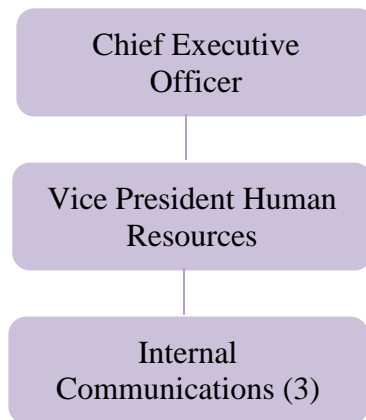 Chief Executive
Officer
Vice President Human
Resources
Internal
Communications (3)